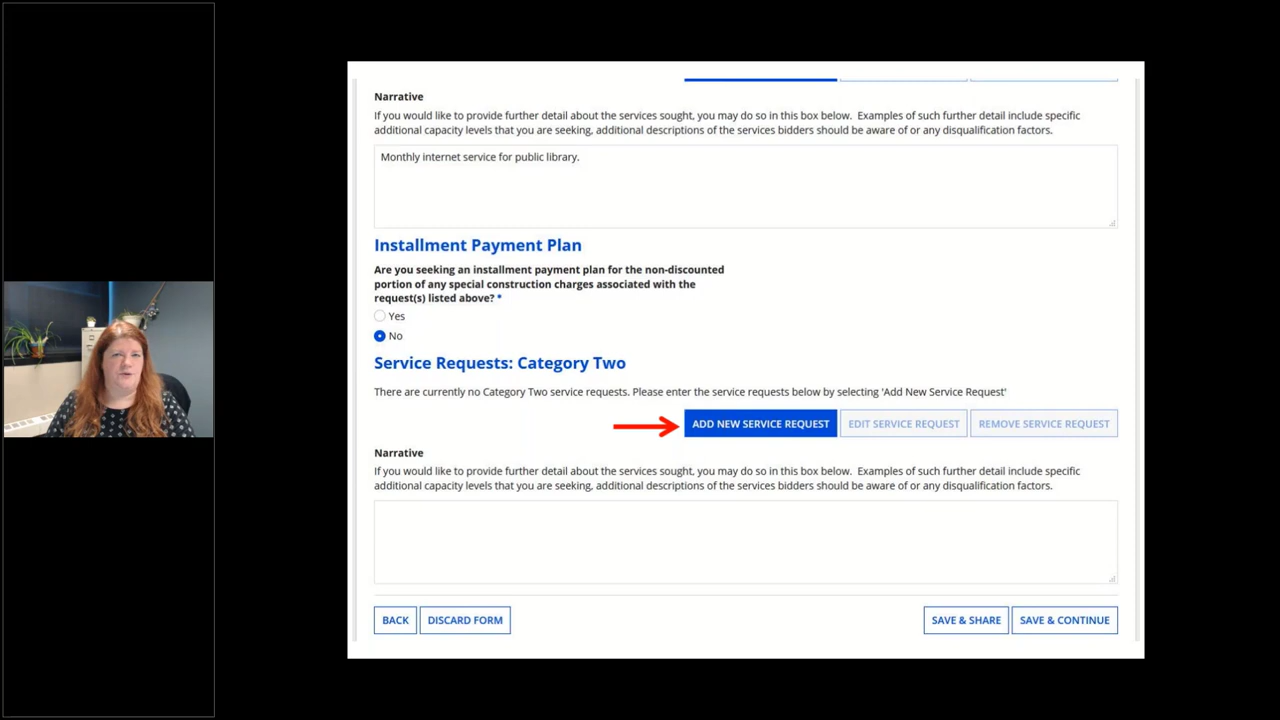 Narrative
If you would like to provide further detail about the services sought, you may do so in this box below.  Examples of such further detail include specific
additional capacity levels that you are seeking, additional descriptions of the services bidders should be aware of or any disqualification factors.
Monthly internet service for public library.
Installment Payment Plan
Are you seeking an installment payment plan for the non-discounted
portion of any special construction charges associated with the
request(s) listed above? *
Yes
No
Service Requests: Category Two
There are currently no Category Two service requests. Please enter the service requests below by selecting 'Add New Service Request'
ADD NEW SERVICE REQUEST EDIT SERVICE REQUEST REMOVE SERVICE REQUEST
Narrative
If you would like to provide further detail about the services sought, you may do so in this box below.  Examples of such further detail include specific
additional capacity levels that you are seeking, additional descriptions of the services bidders should be aware of or any disqualification factors.
BACK DISCARD FORM SAVE & SHARE SAVE & CONTINUE